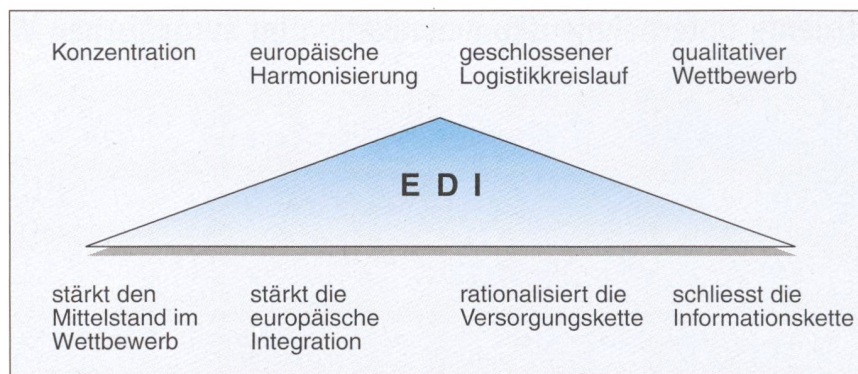 Konzentration
europäische
Harmonisierung
geschlossener
Logistikkreislauf
qualitativer
Wettbewerb
E D I
stärkt den
Mittelstand im
Wettbewerb
stärkt die
europäische
Integration
rationalisiert die
Versorgungskette
schliesst die
Informationskette